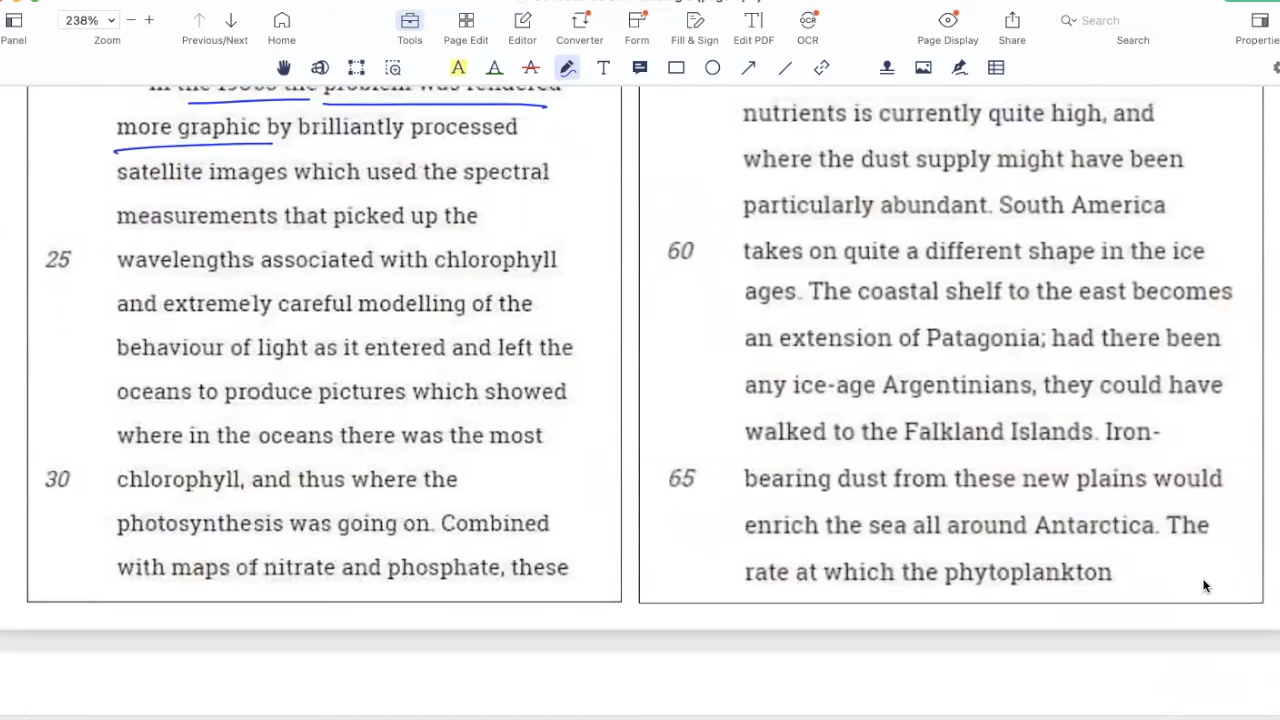 238%
Search
Panel
Zoom
Previous/Next
Home
Tools
Page Edit
Editor
Converter
Form
Fill & Sign
Edit PDF
OCR
OCR
Page Display
Share
Search
In the 1980s the problem was rendered
more graphic by brilliantly processed
satellite images which used the spectral
measurements that picked up the
25 wavelengths associated with chlorophyll
and extremely careful modelling of the
behaviour of light as it entered and left the
oceans to produce pictures which showed
where in the oceans there was the most
30 chlorophyll, and thus where the
photosynthesis was going on. Combined
with maps of nitrate and phosphate, these
nutrients is currently quite high, and
where the dust supply might have been
particularly abundant. South America
60 takes on quite a different shape in the ice
ages. The coastal shelf to the east becomes
an extension of Patagonia; had there been
any ice-age Argentinians, they could have
walked to the Falkland Islands. Iron-
65 bearing dust from these new plains would
enrich the sea all around Antarctica. The
rate at which the phytoplankton